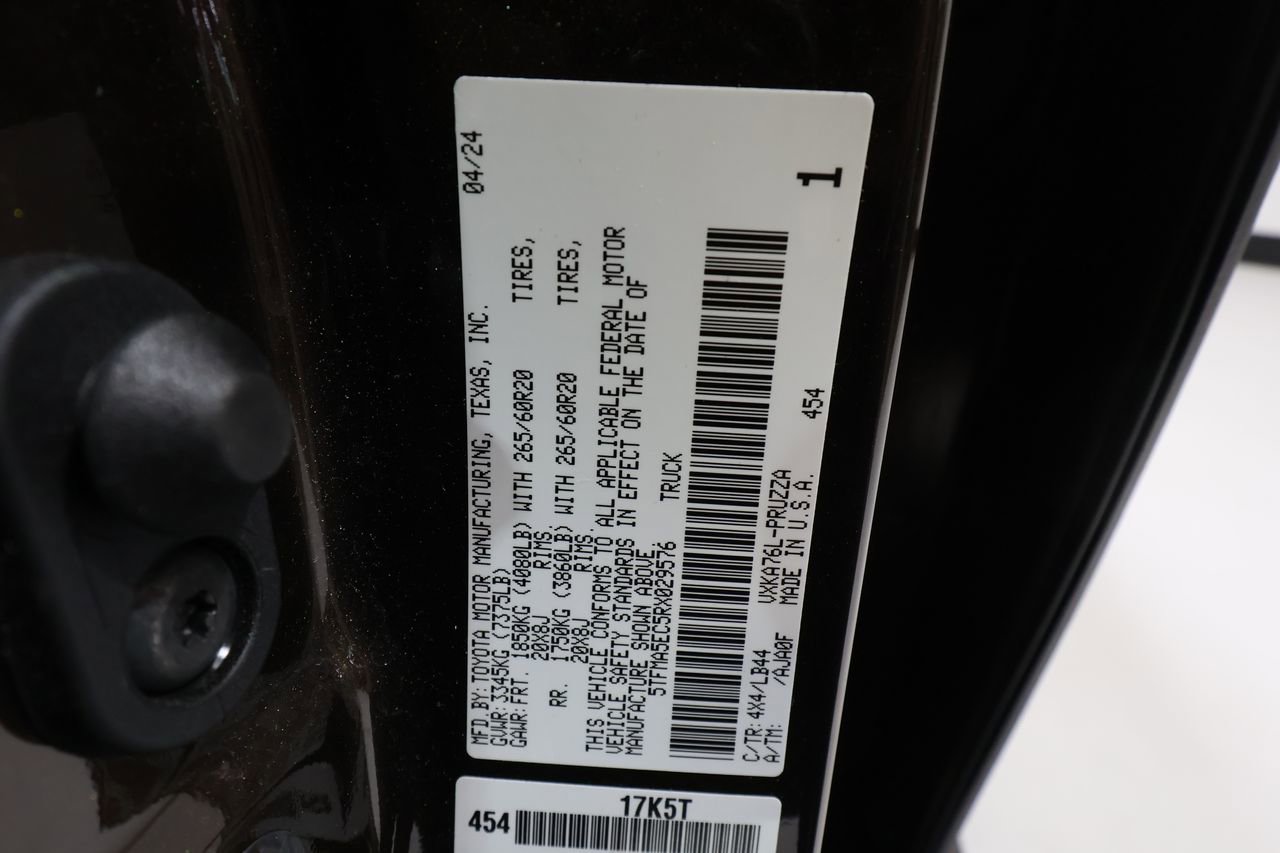 MFD.BY:TOYOTA MOTOR MANUFACTURING, TEXAS, INC. 04/24
GVWR:3345KG (7375LB)
GAWR:FRT. 1850KG (4080LB) WITH 265/60R20 TIRES,
20X8J RIMS.
RR. 1750KG (3860LB) WITH 265/60R20 TIRES,
20X8J RIMS.
THIS VEHICLE CONFORMS TO ALL APPLICABLE FEDERAL MOTOR
VEHICLE SAFETY STANDARDS IN EFFECT ON THE DATE OF
MANUFACTURE SHOWN ABOVE.
5TFMA5EC5RX029576 TRUCK
C/TR:4X4/LB44 VXKA76L-PRUZZA
A/TM: /AJA0F MADE IN U.S.A.
454
1
17K5T
454